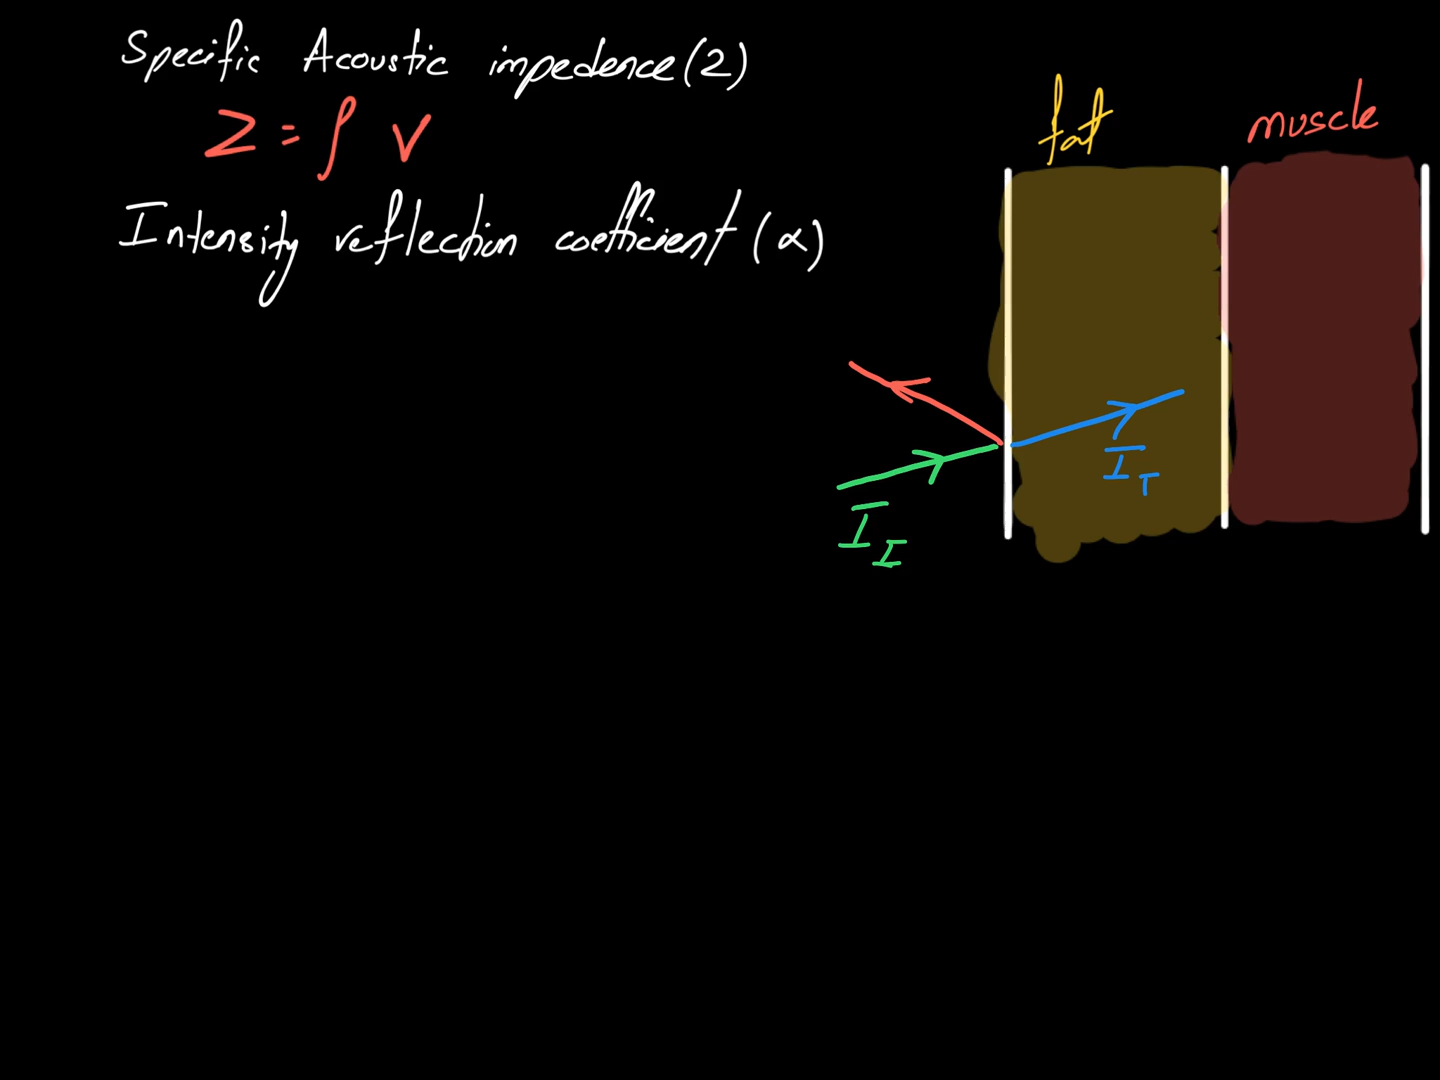 Specific Acoustic impedence (Z)
Z = ρ v
Intensity reflection coefficient (α)
fat
muscle
I_T
I_I